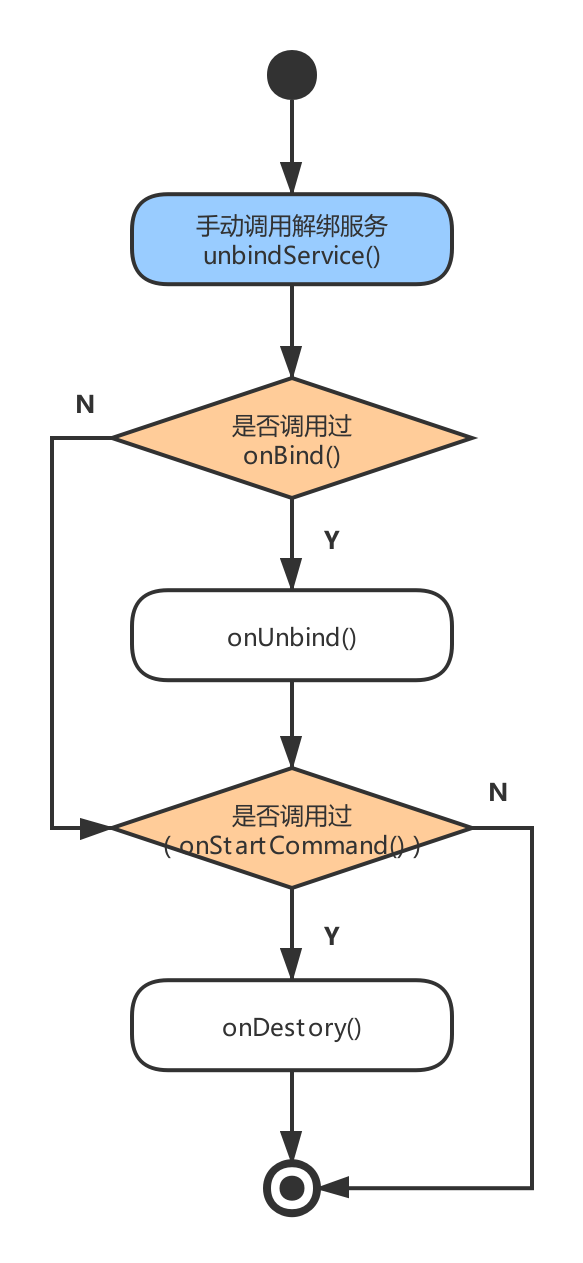 手动调用解绑服务
unbindService()
N
是否调用过
onBind()
Y
onUnbind()
N
是否调用过
( onStartCommand() )
Y
onDestory()